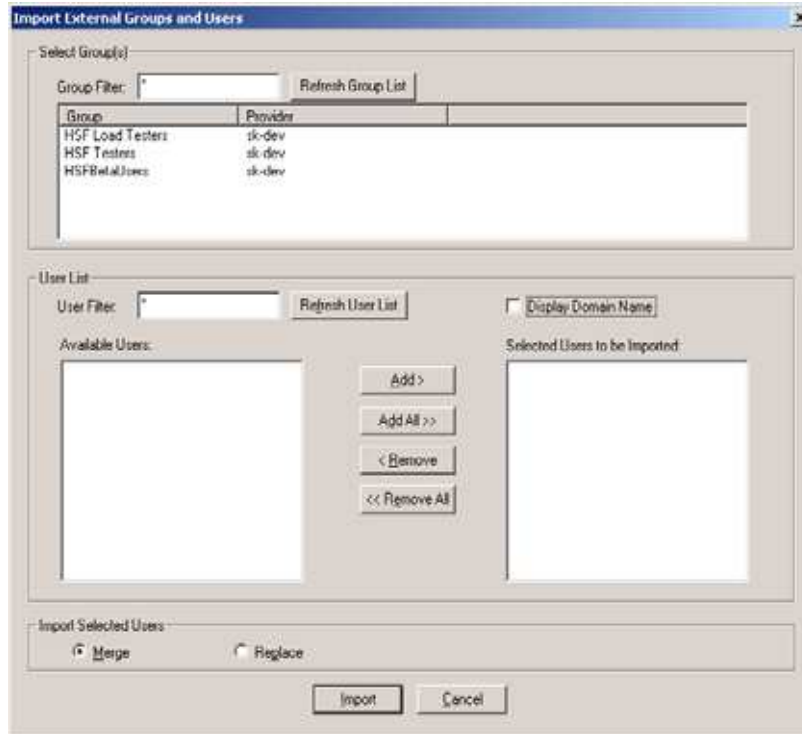 Import External Groups and Users
Select Group(s)
Group Filter: * Refresh Group List
Group Provider
HSF Load Testers sk-dev
HSF Testers sk-dev
HSFBetaUsers sk-dev
User List
User Filter: * Refresh User List Display Domain Name
Available Users: Selected Users to be Imported
Add >
Add All >>
< Remove
<< Remove All
Import Selected Users
Merge Replace
Import Cancel